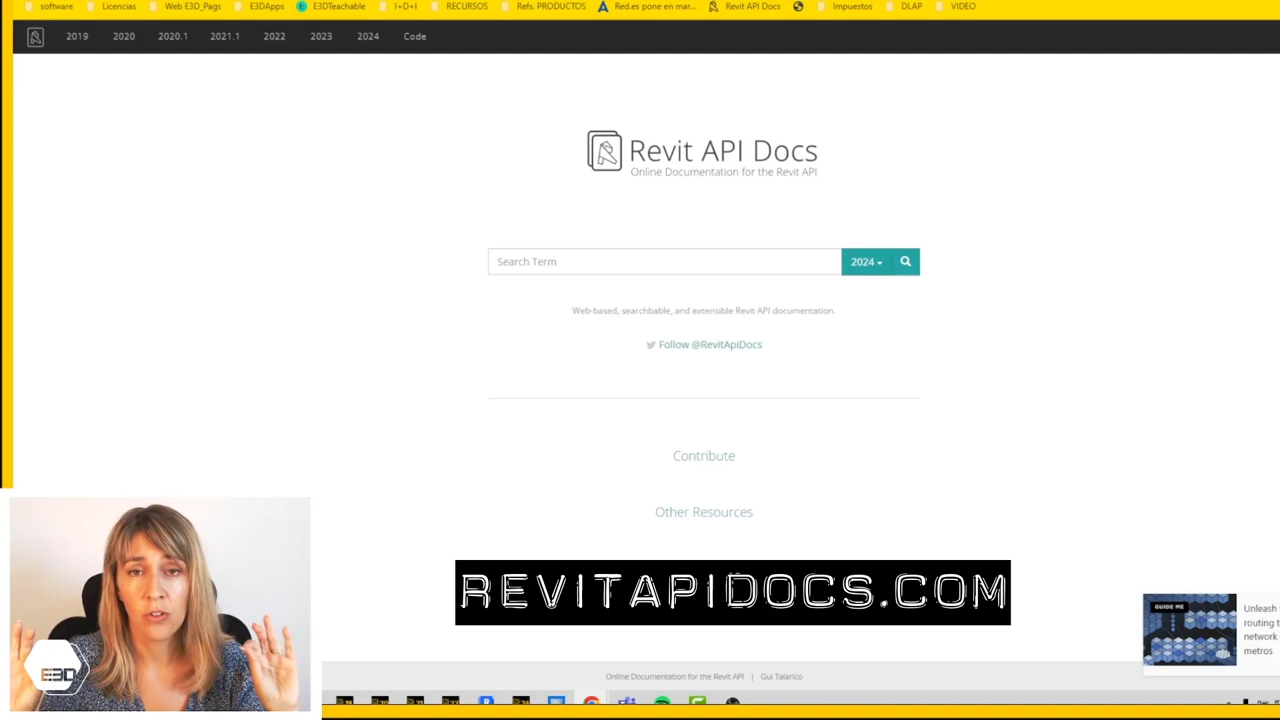 software Licencias Web E3D_Pags E3DApps E3DTeachable I+D+I RECURSOS Refs. PRODUCTOS Red.es pone en mar... Revit API Docs Impuestos DLAP VIDEO
2019 2020 2020.1 2021.1 2022 2023 2024 Code
Revit API Docs
Online Documentation for the Revit API
Search Term 2024
Web-based, searchbable, and extensible Revit API documentation.
Follow @RevitApiDocs
Contribute
Other Resources
REVITAPIDOCS.COM
GUIDE ME
Unleash
routing t
network
metros
E3D
Online Documentation for the Revit API | Gui Talarico